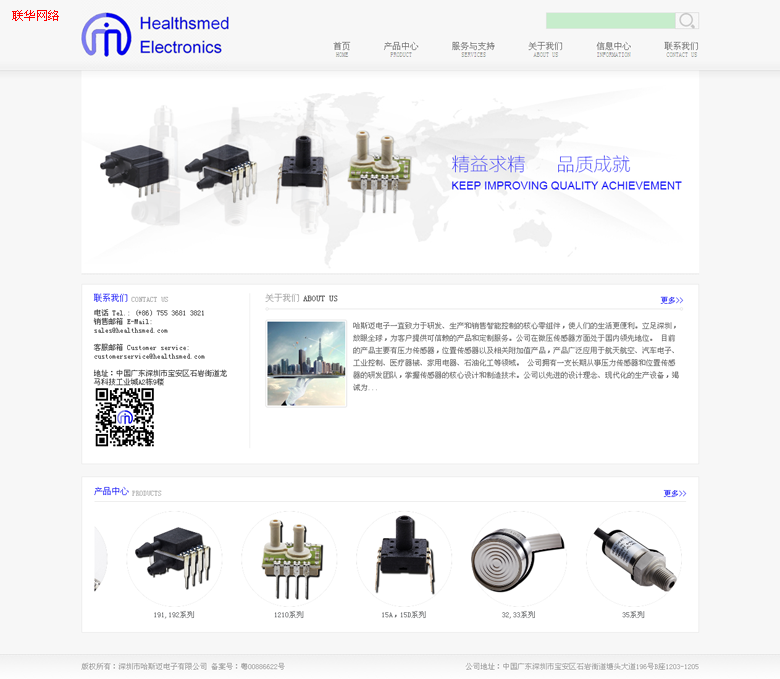 联华网络
Healthsmed
Electronics
首页 产品中心 服务与支持 关于我们 信息中心 联系我们
HOME PRODUCT SERVICES ABOUT US INFORMATION CONTACT US
精益求精 品质成就
KEEP IMPROVING QUALITY ACHIEVEMENT
联系我们 CONTACT US
电话 Tel.: (+86) 755 3681 3821
销售邮箱 E-Mail:
sales@healthsmed.com
客服邮箱 Customer service:
customerservice@healthsmed.com
地址:中国广东深圳市宝安区石岩街道龙
马科技工业城A2栋9楼
关于我们 ABOUT US
更多>>
哈斯迈电子一直致力于研发、生产和销售智能控制的核心零组件,使人们的生活更便利。立足深圳,
放眼全球,为客户提供可信赖的产品和定制服务。公司在微压传感器方面处于国内领先地位。 目前
的产品主要有压力传感器,位置传感器以及相关附加值产品,产品广泛应用于航天航空、汽车电子、
工业控制、医疗器械、家用电器、石油化工等领域。 公司拥有一支长期从事压力传感器和位置传感
器的研发团队,掌握传感器的核心设计和制造技术。公司以先进的设计理念、现代化的生产设备,竭
诚为...
产品中心 PRODUCTS
更多>>
191,192系列 1210系列 15A,15D系列 32,33系列 35系列
版权所有:深圳市哈斯迈电子有限公司 备案号:粤00886622号
公司地址:中国广东深圳市宝安区石岩街道塘头大道196号B座1203-1205